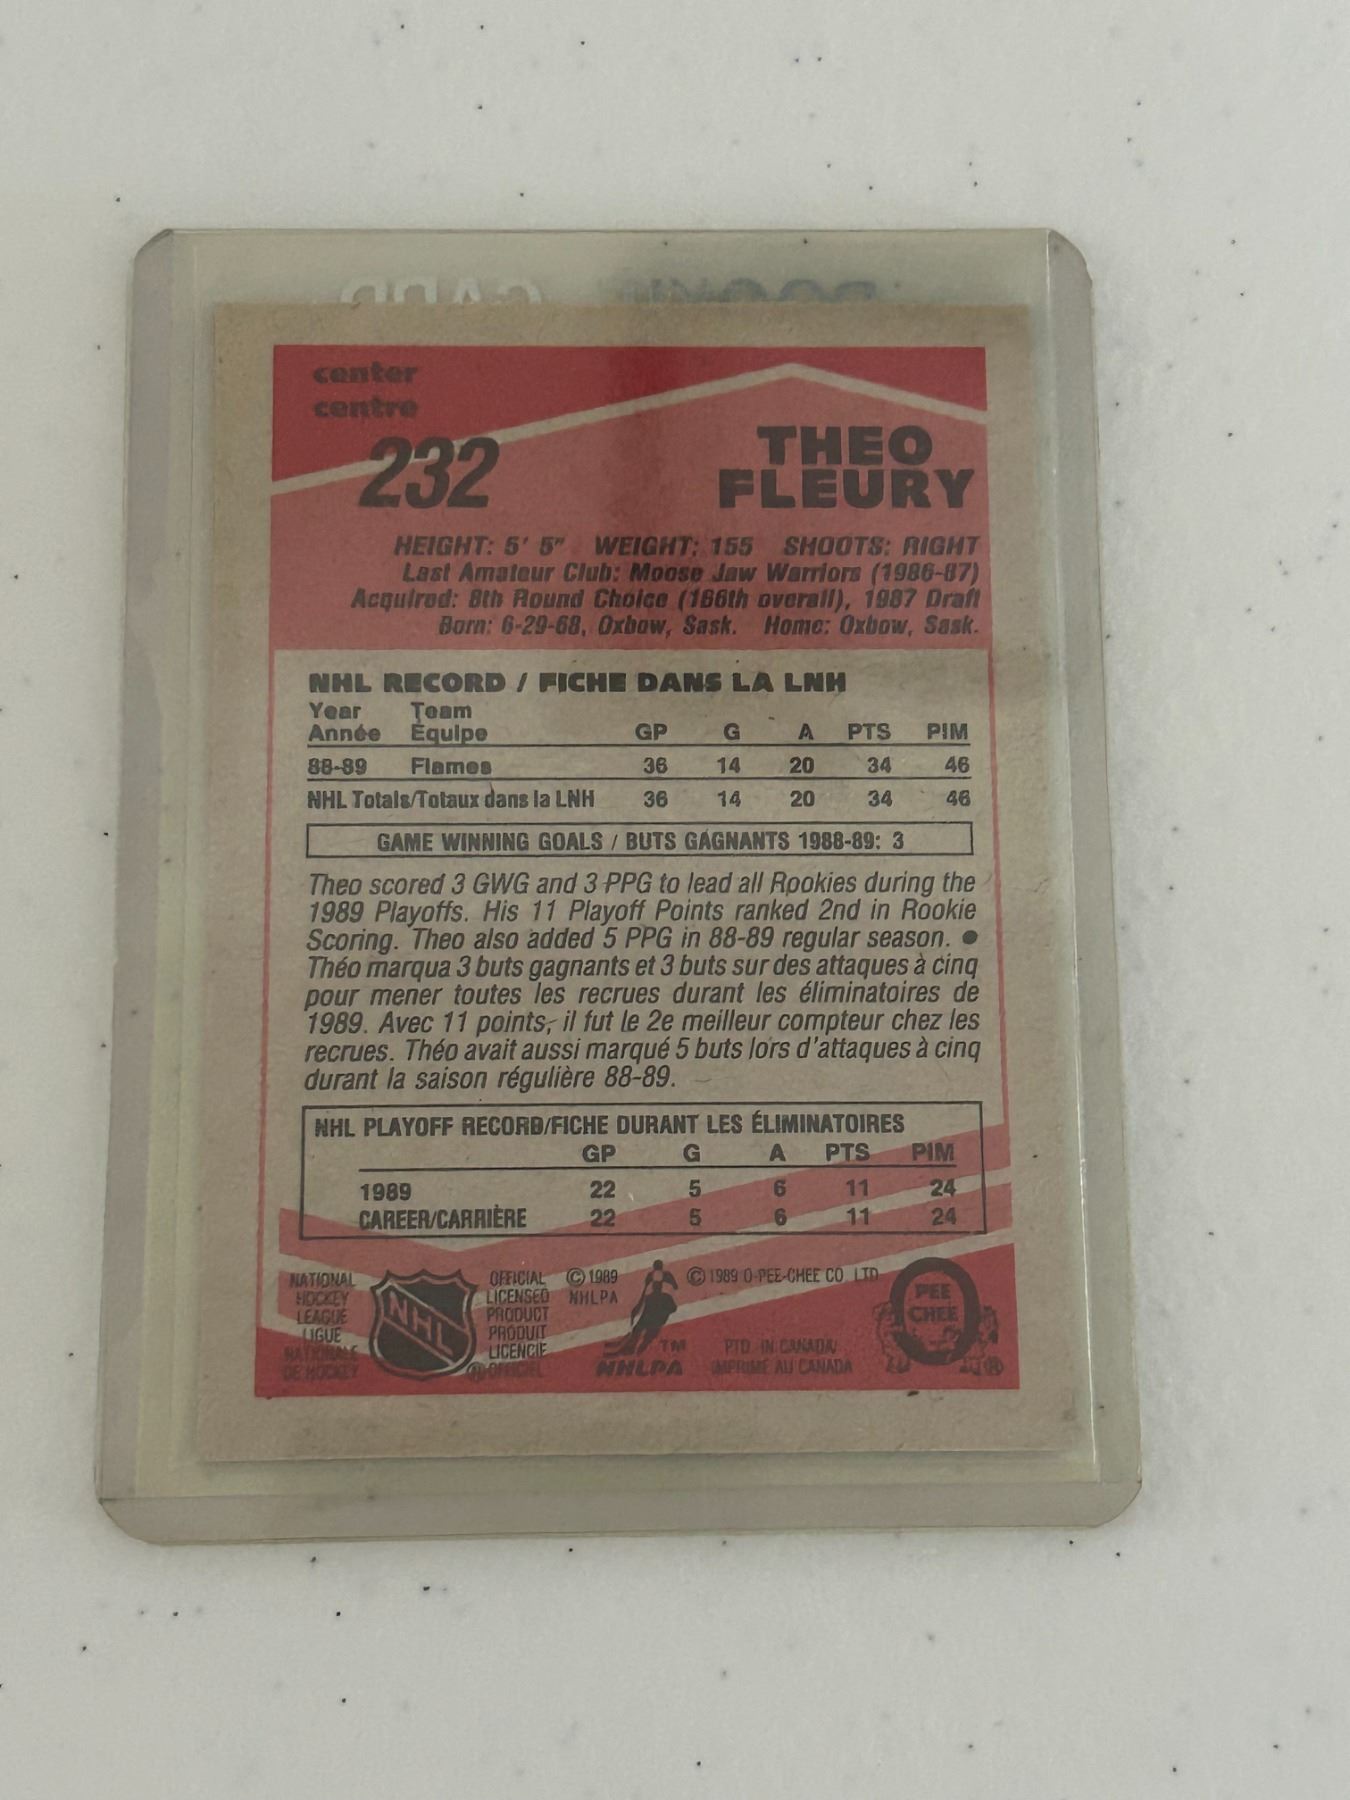 ROOKIE CARD
center
centre
232
THEO
FLEURY
HEIGHT: 5' 5" WEIGHT: 155 SHOOTS: RIGHT
Last Amateur Club: Moose Jaw Warriors (1986-87)
Acquired: 8th Round Choice (166th overall), 1987 Draft
Born: 6-29-68, Oxbow, Sask. Home: Oxbow, Sask.
NHL RECORD / FICHE DANS LA LNH
Year Team
Année Équipe GP G A PTS PIM
88-89 Flames 36 14 20 34 46
NHL Totals/Totaux dans la LNH 36 14 20 34 46
GAME WINNING GOALS / BUTS GAGNANTS 1988-89: 3
Theo scored 3 GWG and 3 PPG to lead all Rookies during the
1989 Playoffs. His 11 Playoff Points ranked 2nd in Rookie
Scoring. Theo also added 5 PPG in 88-89 regular season. ●
Théo marqua 3 buts gagnants et 3 buts sur des attaques à cinq
pour mener toutes les recrues durant les éliminatoires de
1989. Avec 11 points, il fut le 2e meilleur compteur chez les
recrues. Théo avait aussi marqué 5 buts lors d'attaques à cinq
durant la saison régulière 88-89.
NHL PLAYOFF RECORD/FICHE DURANT LES ÉLIMINATOIRES
GP G A PTS PIM
1989 22 5 6 11 24
CAREER/CARRIÈRE 22 5 6 11 24
NATIONAL
HOCKEY
LEAGUE
LIGUE
NATIONALE
DE HOCKEY
NHL
OFFICIAL
LICENSED
PRODUCT
PRODUIT
LICENCIE
® OFFICIEL
© 1989
NHLPA
™
NHLPA
© 1989 O-PEE-CHEE CO. LTD.
PTD. IN CANADA/
IMPRIMÉ AU CANADA
PEE
CHEE
®